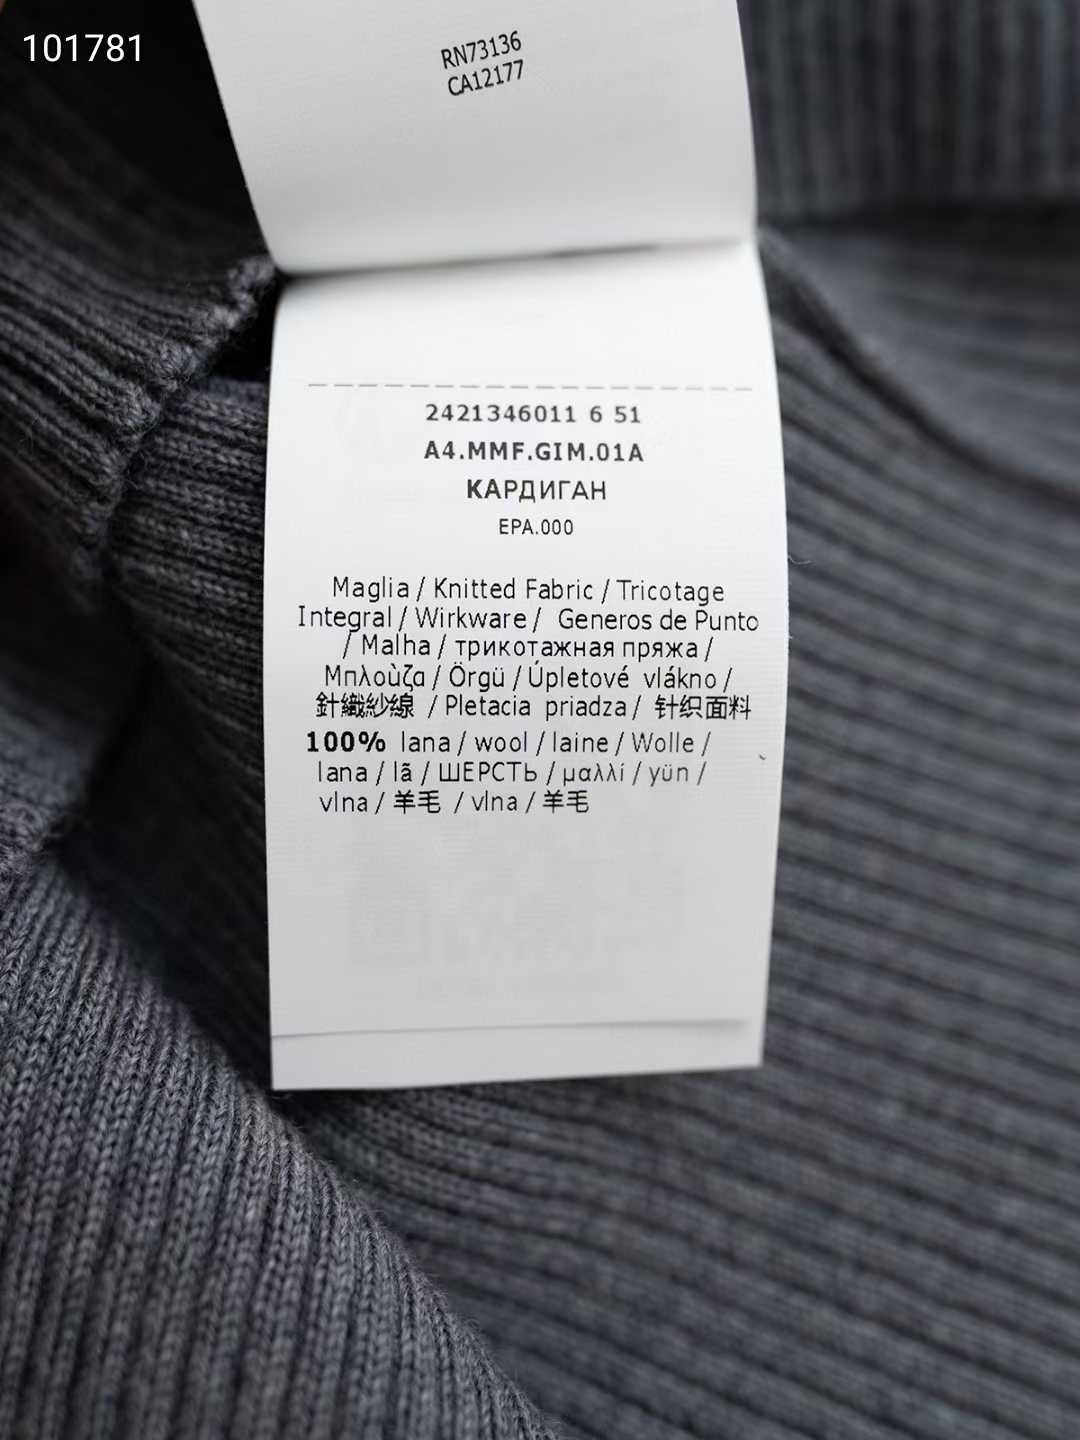 101781
RN73136
CA12177
2421346011 6 51
A4.MMF.GIM.01A
КАРДИГАН
EPA.000
Maglia / Knitted Fabric / Tricotage
Integral / Wirkware / Generos de Punto
/ Malha / трикотажная пряжа /
Μπλοὺζα / Örgü / Úpletové vlákno /
針織紗線 / Pletacia priadza / 针织面料
100% lana / wool / laine / Wolle /
lana / lã / ШЕРСТЬ / μαλλί / yün /
vlna / 羊毛 / vlna / 羊毛